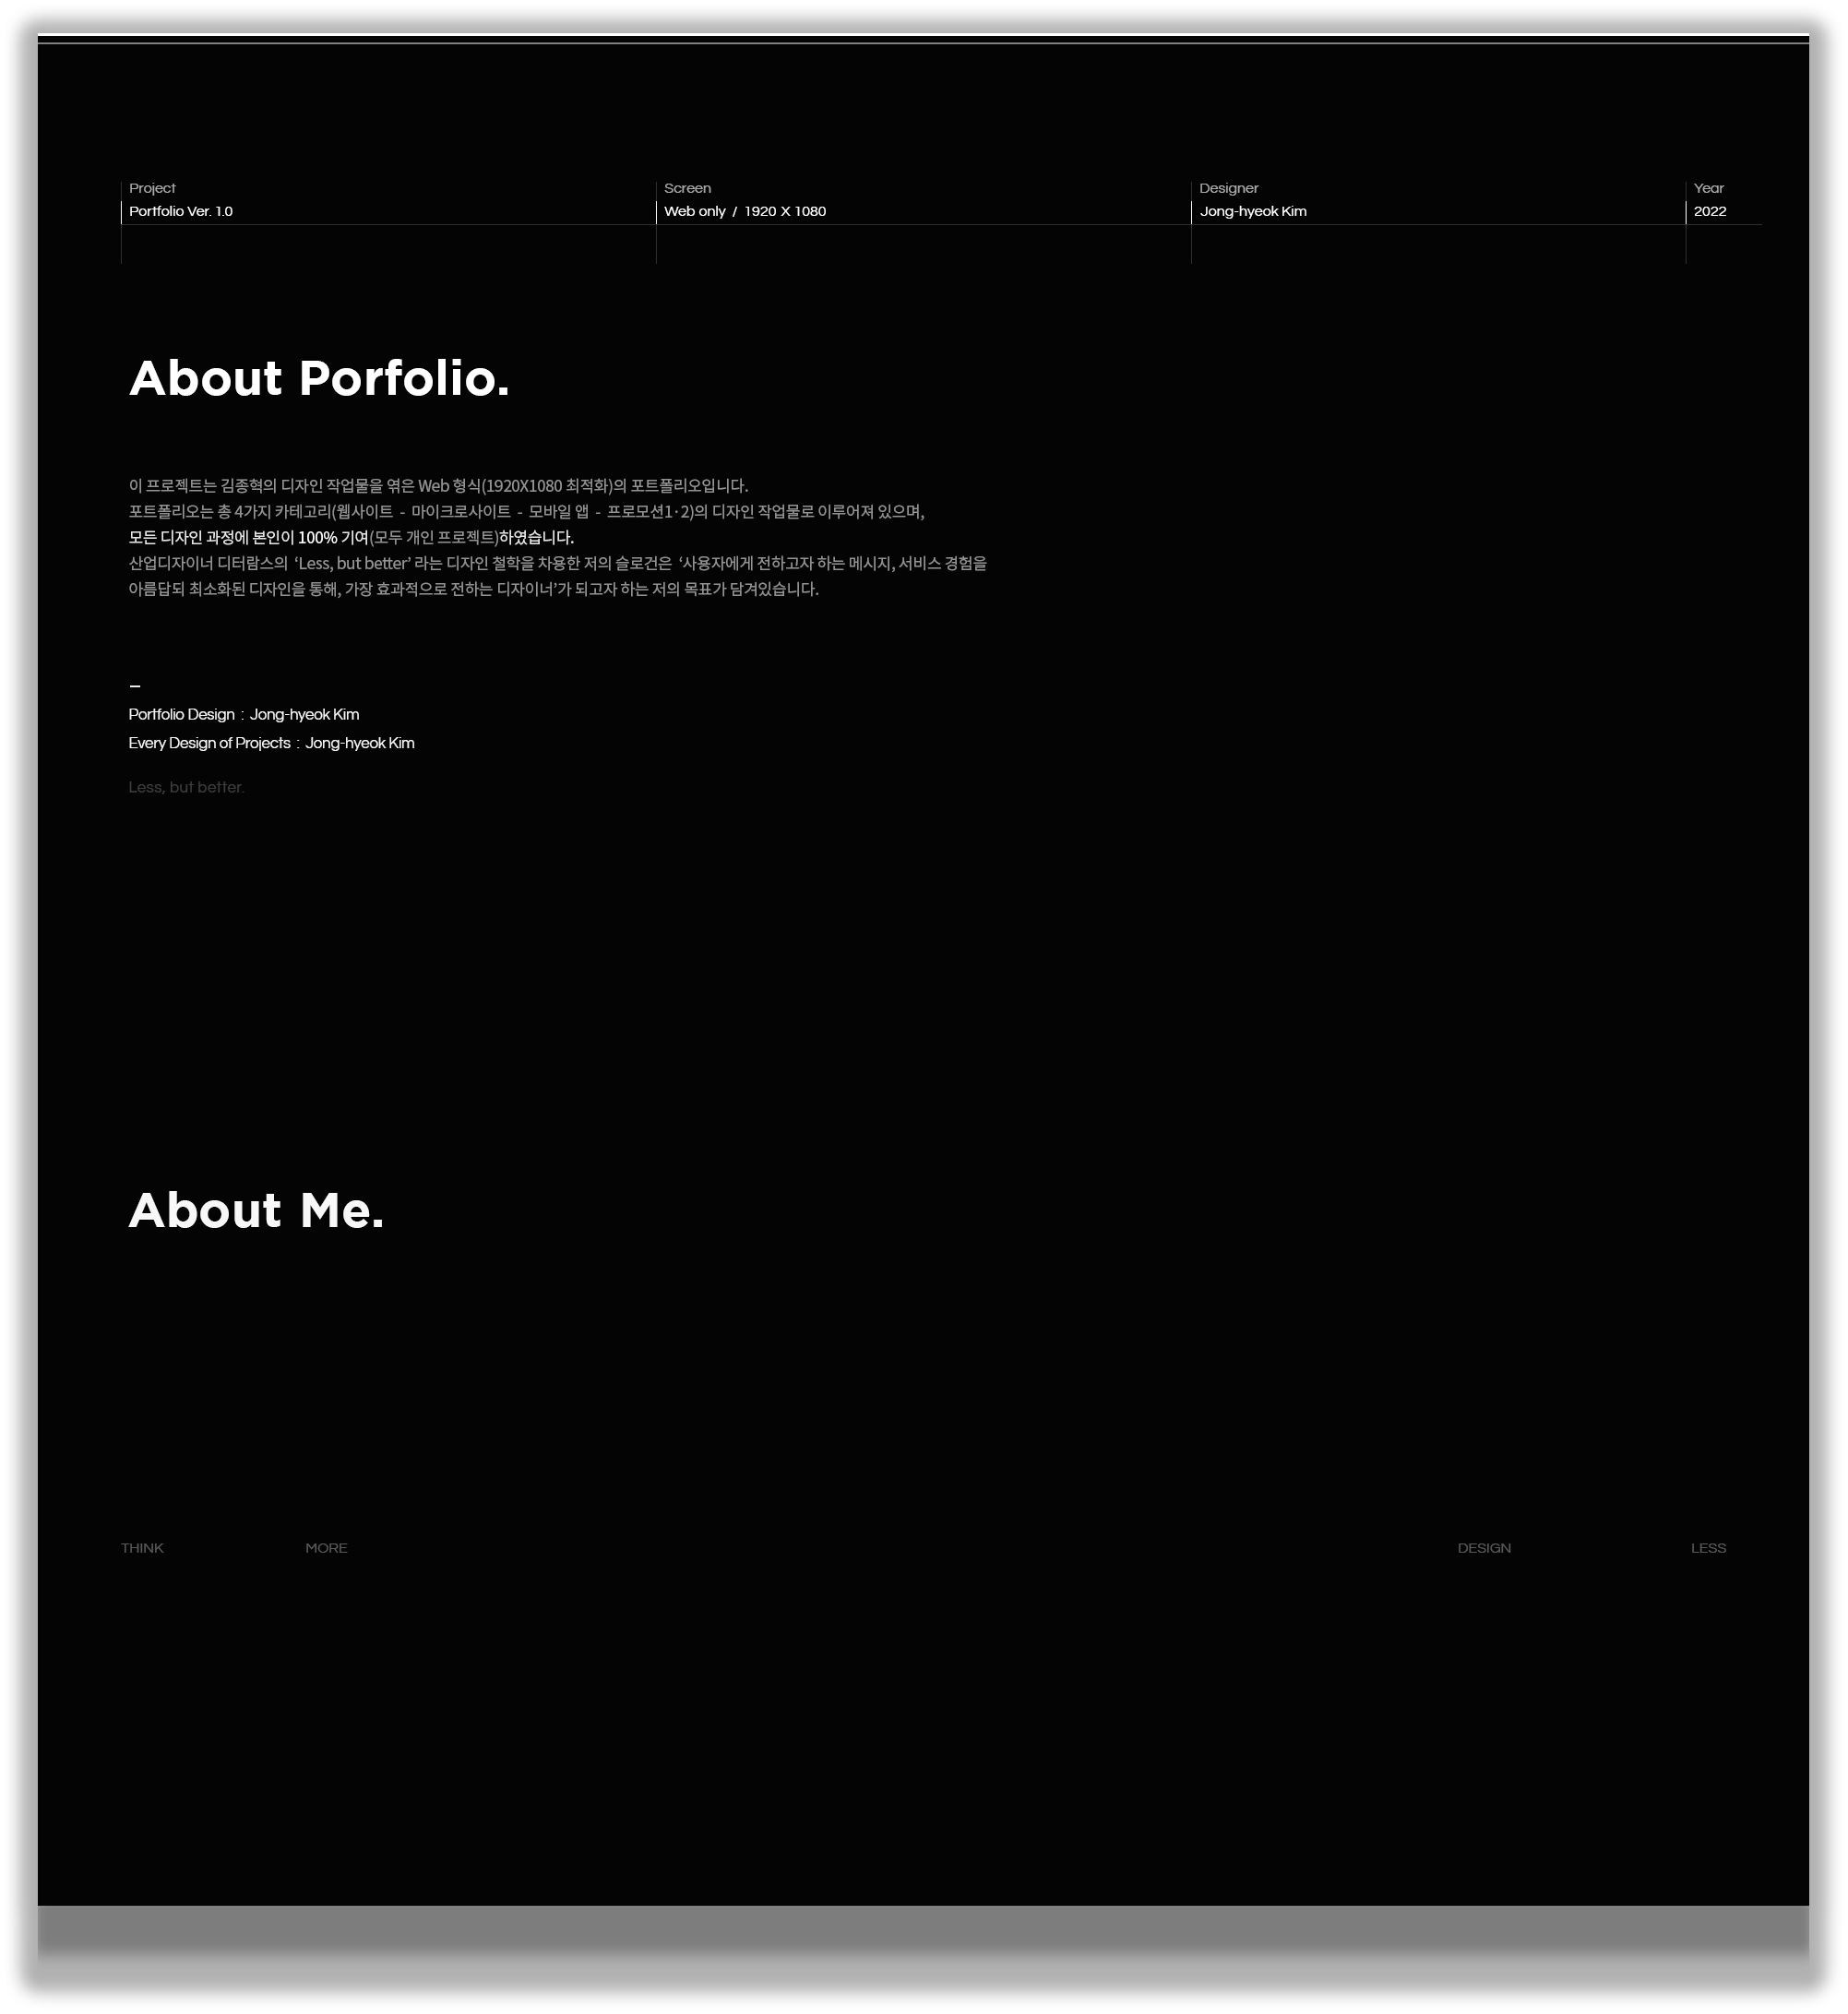 Project
Portfolio Ver. 1.0
Screen
Web only / 1920 X 1080
Designer
Jong-hyeok Kim
Year
2022
About Porfolio.
이 프로젝트는 김종혁의 디자인 작업물을 엮은 Web 형식(1920X1080 최적화)의 포트폴리오입니다.
포트폴리오는 총 4가지 카테고리(웹사이트 - 마이크로사이트 - 모바일 앱 - 프로모션1·2)의 디자인 작업물로 이루어져 있으며,
모든 디자인 과정에 본인이 100% 기여(모두 개인 프로젝트)하였습니다.
산업디자이너 디터람스의 ‘Less, but better’ 라는 디자인 철학을 차용한 저의 슬로건은 ‘사용자에게 전하고자 하는 메시지, 서비스 경험을
아름답되 최소화된 디자인을 통해, 가장 효과적으로 전하는 디자이너’가 되고자 하는 저의 목표가 담겨있습니다.
–
Portfolio Design : Jong-hyeok Kim
Every Design of Projects : Jong-hyeok Kim
Less, but better.
About Me.
THINK MORE DESIGN LESS